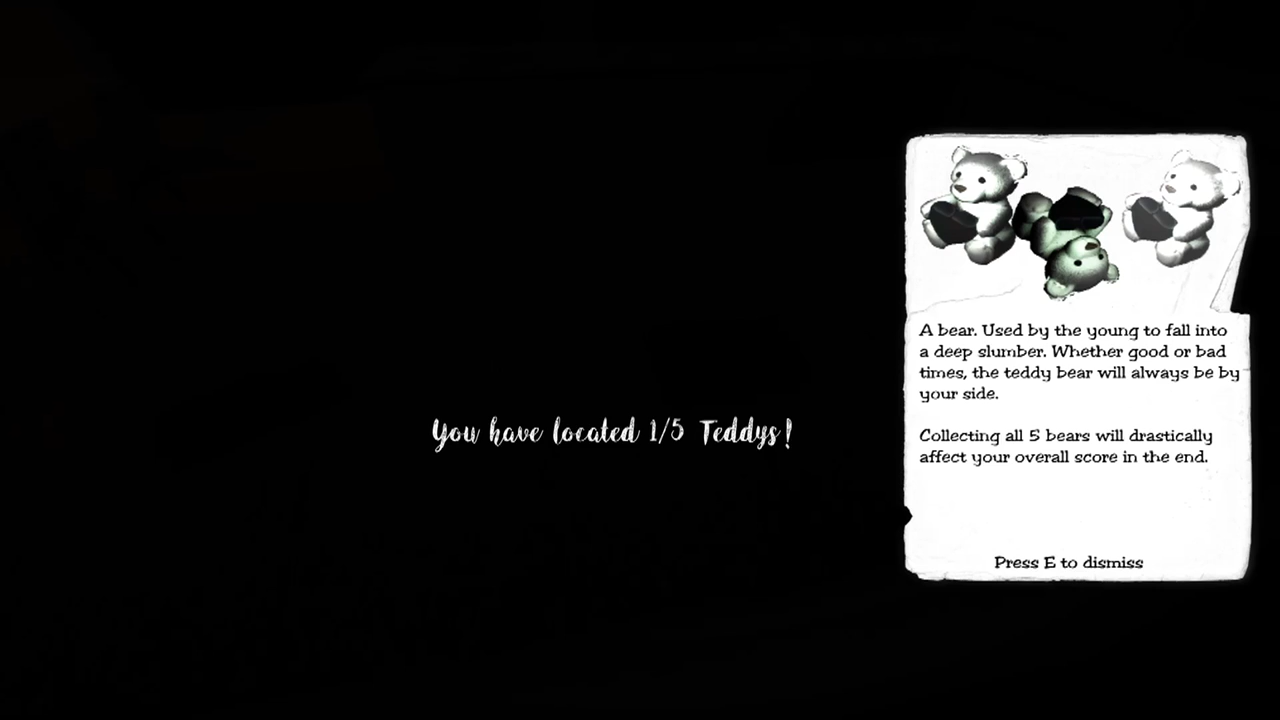 You have located 1/5 Teddys!
A bear. Used by the young to fall into
a deep slumber. Whether good or bad
times, the teddy bear will always be by
your side.
Collecting all 5 bears will drastically
affect your overall score in the end.
Press E to dismiss